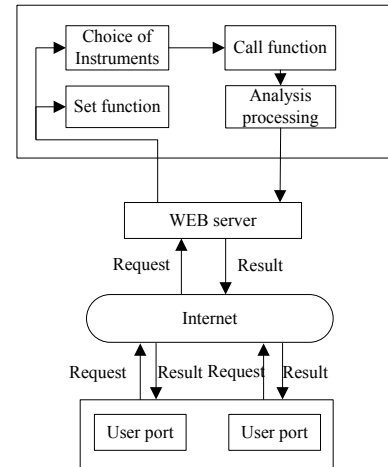 Choice of
Instruments
Call function
Set function
Analysis
processing
WEB server
Request
Result
Internet
Request
Result
Request
Result
User port
User port